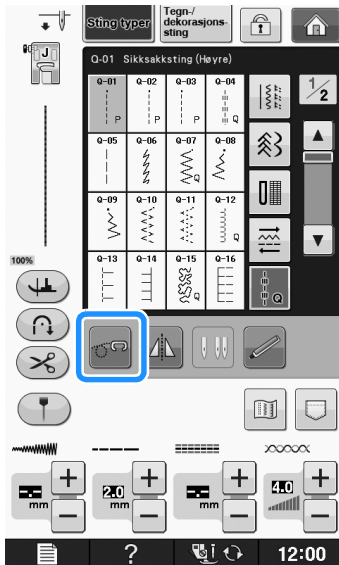 Sting typer
Tegn-/
dekorasjons-
sting
J
Q-01 Sikksakksting (Høyre)
Q-01 Q-02 Q-03 Q-04
P P P Q
1/2
Q-05 Q-06 Q-07 Q-08
Q
Q-09 Q-10 Q-11 Q-12
Q
Q-13 Q-14 Q-15 Q-16
Q
100%
Q
+ + + +
-.- 2.0 -.- 4.0
mm mm mm
− − − −
? 12:00